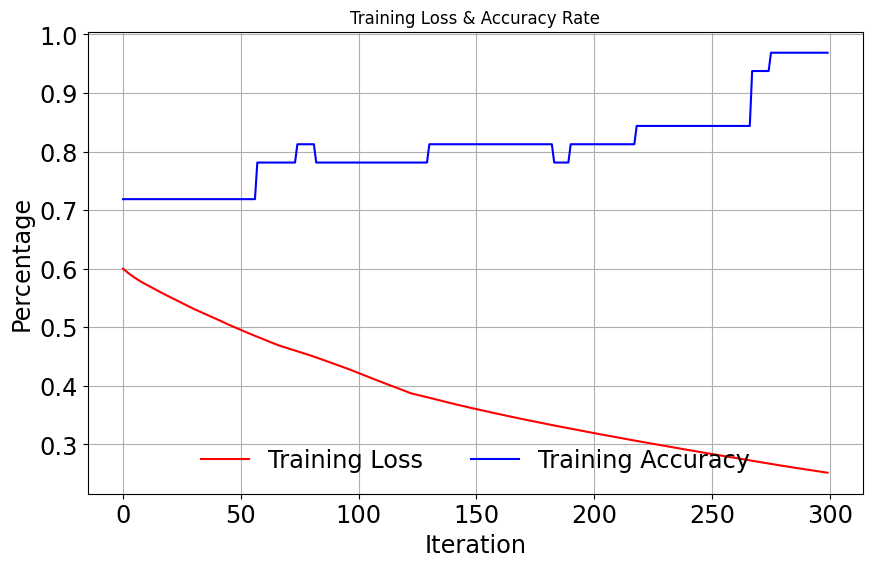 Training Loss & Accuracy Rate
1.0
0.9
0.8
0.7
0.6
0.5
0.4
0.3
Percentage
Training Loss
Training Accuracy
0 50 100 150 200 250 300
Iteration